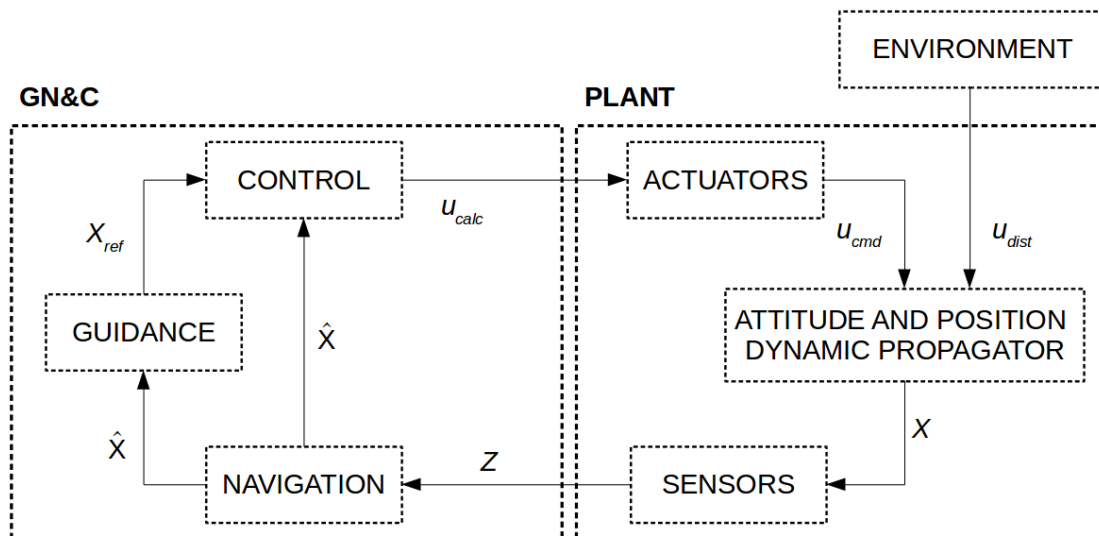 ENVIRONMENT
GN&C
PLANT
CONTROL
ACTUATORS
u_calc
X_ref
u_cmd
u_dist
GUIDANCE
X̂
ATTITUDE AND POSITION
DYNAMIC PROPAGATOR
X̂
X
NAVIGATION
Z
SENSORS